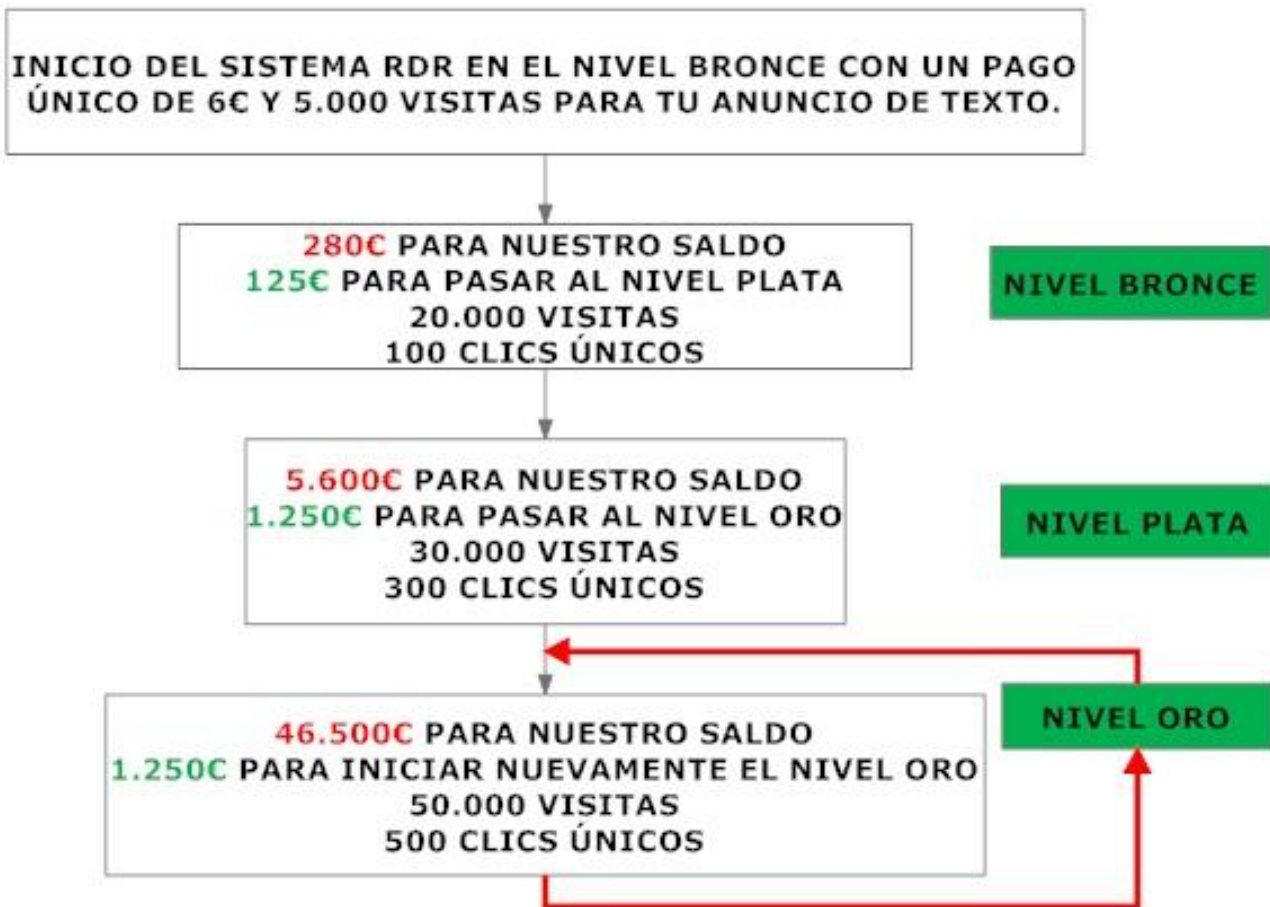 INICIO DEL SISTEMA RDR EN EL NIVEL BRONCE CON UN PAGO
ÚNICO DE 6€ Y 5.000 VISITAS PARA TU ANUNCIO DE TEXTO.
280€ PARA NUESTRO SALDO
125€ PARA PASAR AL NIVEL PLATA
20.000 VISITAS
100 CLICS ÚNICOS
NIVEL BRONCE
5.600€ PARA NUESTRO SALDO
1.250€ PARA PASAR AL NIVEL ORO
30.000 VISITAS
300 CLICS ÚNICOS
NIVEL PLATA
46.500€ PARA NUESTRO SALDO
1.250€ PARA INICIAR NUEVAMENTE EL NIVEL ORO
50.000 VISITAS
500 CLICS ÚNICOS
NIVEL ORO